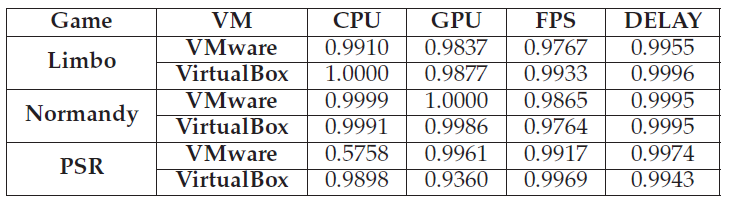 Game VM CPU GPU FPS DELAY
Limbo VMware 0.9910 0.9837 0.9767 0.9955
VirtualBox 1.0000 0.9877 0.9933 0.9996
Normandy VMware 0.9999 1.0000 0.9865 0.9995
VirtualBox 0.9991 0.9986 0.9764 0.9995
PSR VMware 0.5758 0.9961 0.9917 0.9974
VirtualBox 0.9898 0.9360 0.9969 0.9943